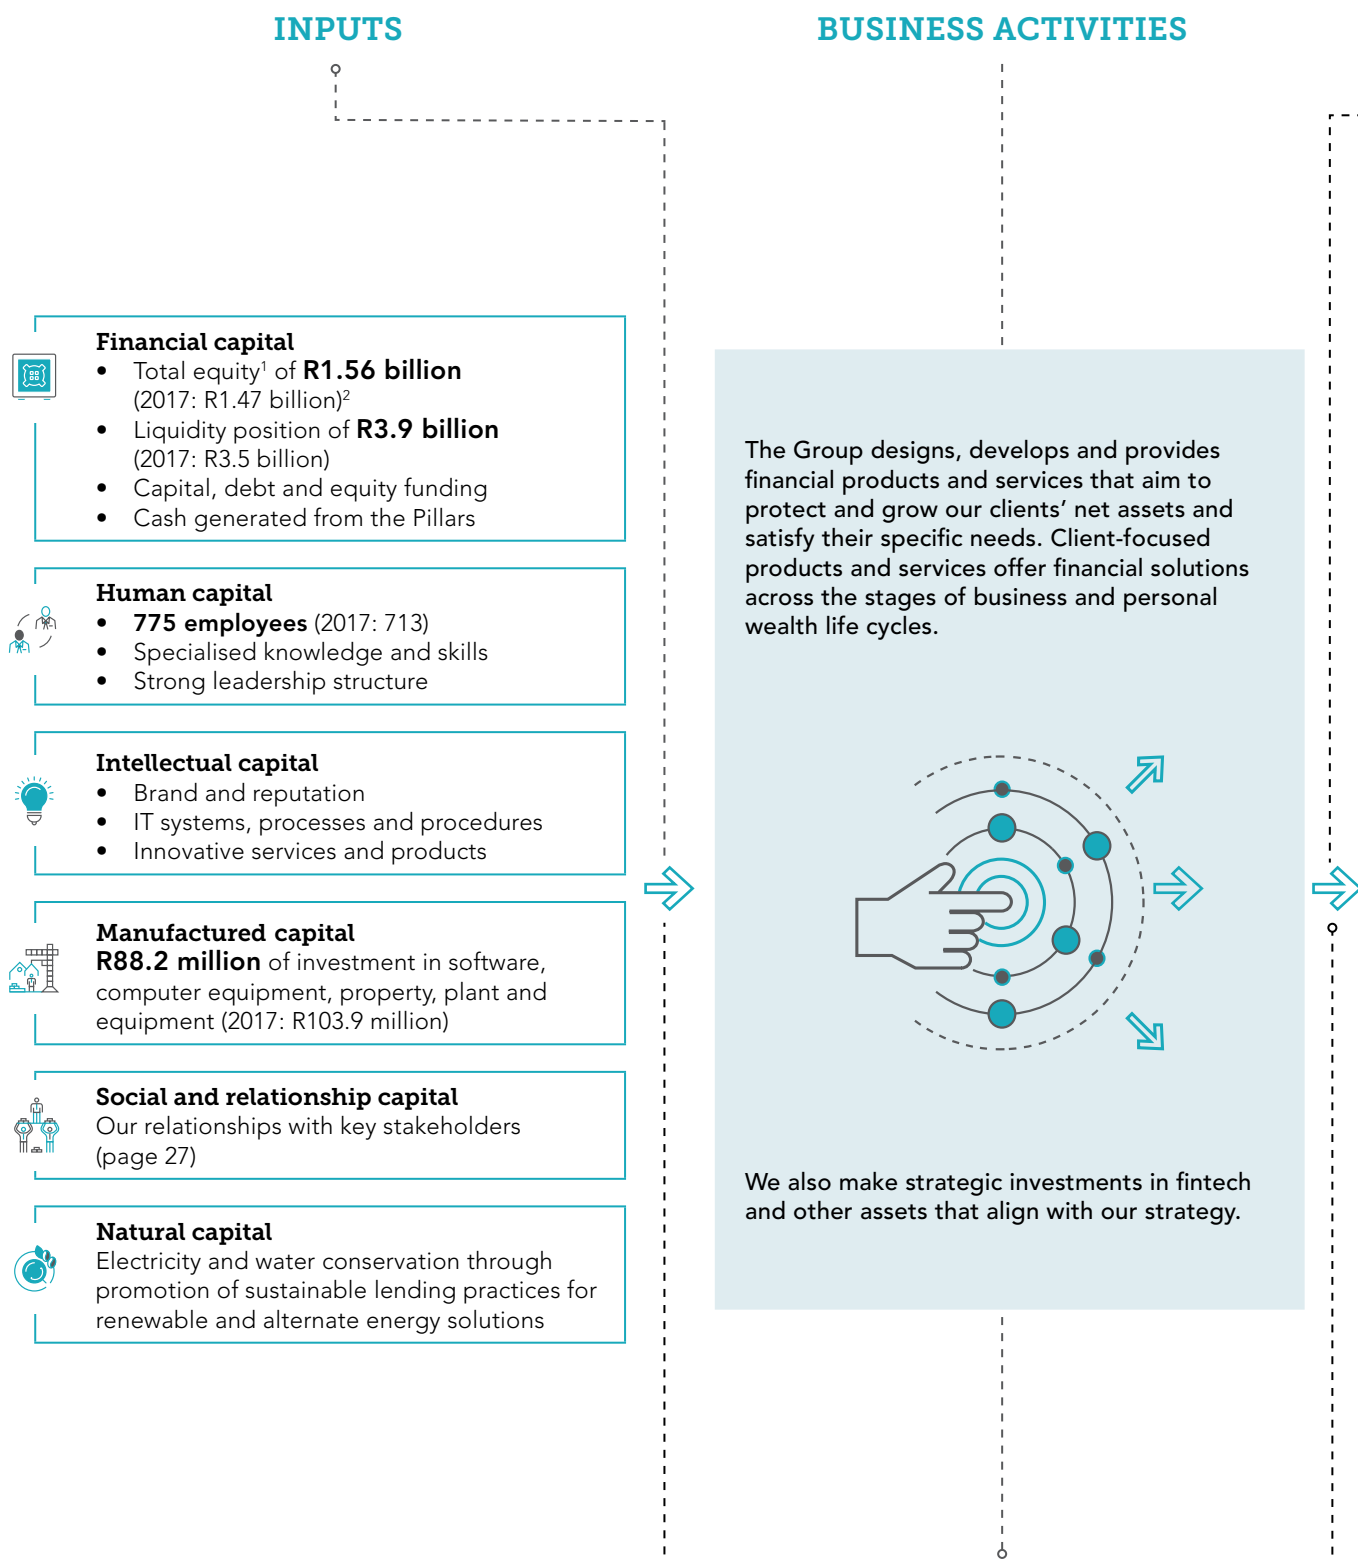 INPUTS
BUSINESS ACTIVITIES
Financial capital
• Total equity¹ of R1.56 billion
(2017: R1.47 billion)²
• Liquidity position of R3.9 billion
(2017: R3.5 billion)
• Capital, debt and equity funding
• Cash generated from the Pillars
Human capital
• 775 employees (2017: 713)
• Specialised knowledge and skills
• Strong leadership structure
Intellectual capital
• Brand and reputation
• IT systems, processes and procedures
• Innovative services and products
Manufactured capital
R88.2 million of investment in software,
computer equipment, property, plant and
equipment (2017: R103.9 million)
Social and relationship capital
Our relationships with key stakeholders
(page 27)
Natural capital
Electricity and water conservation through
promotion of sustainable lending practices for
renewable and alternate energy solutions
The Group designs, develops and provides
financial products and services that aim to
protect and grow our clients’ net assets and
satisfy their specific needs. Client-focused
products and services offer financial solutions
across the stages of business and personal
wealth life cycles.
We also make strategic investments in fintech
and other assets that align with our strategy.